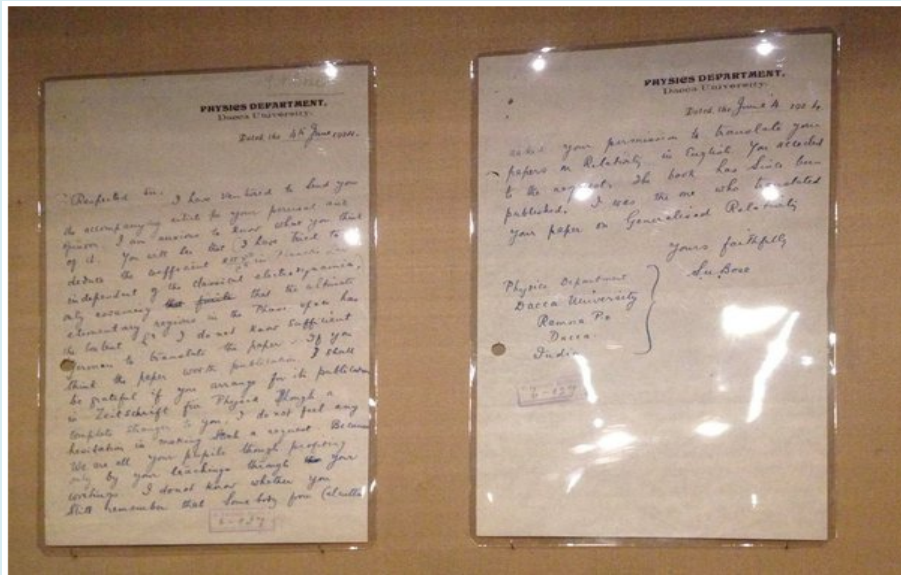 PHYSICS DEPARTMENT,
Dacca University.
Dated, the 4th June, 1924.
Respected Sir, I have ventured to send you
the accompanying article for your perusal and
opinion. I am anxious to know what you think
of it. You will see that I have tried to
deduce the coefficient in Planck's Law
independent of the classical electrodynamics,
only assuming that the ultimate
elementary regions in the Phase space has
the content h³. I do not know sufficient
German to translate the paper. If you
think the paper worth publication, I shall
be grateful if you arrange for its publication
in Zeitschrift für Physik. Though a
complete stranger to you, I do not feel any
hesitation in making such a request. Because
We are all your pupils though profiting
only by your teachings through your
writings. I donot know whether you
Still remember that Somebody from Calcutta
PHYSICS DEPARTMENT,
Dacca University.
Dated, the June 4 1924.
asked your permission to translate your
papers on Relativity in English. You acceeded
to the request. The book has since been
published. I was the one who translated
your paper on Generalised Relativity
Yours faithfully
S.N. Bose
Physics Department
Dacca University
Ramna P.o
Dacca
India